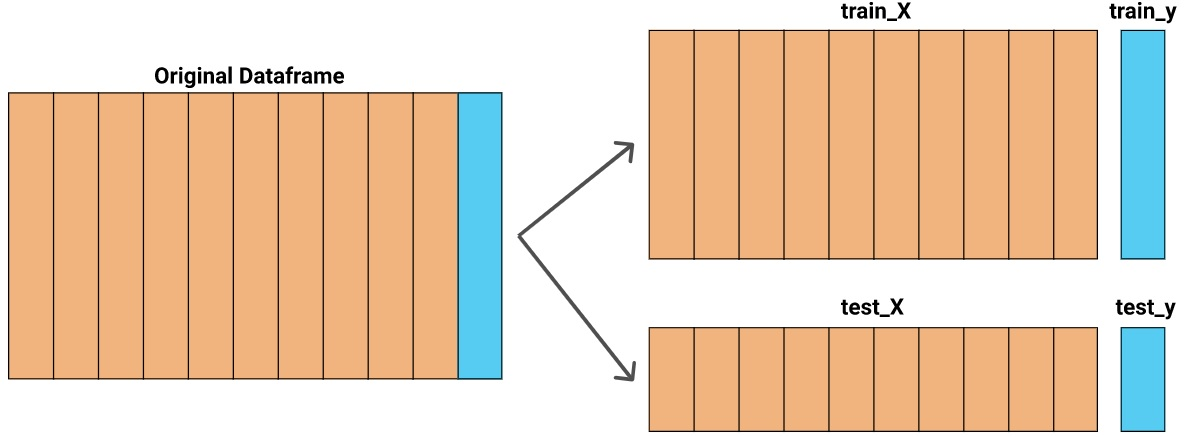 Original Dataframe
train_X
train_y
test_X
test_y